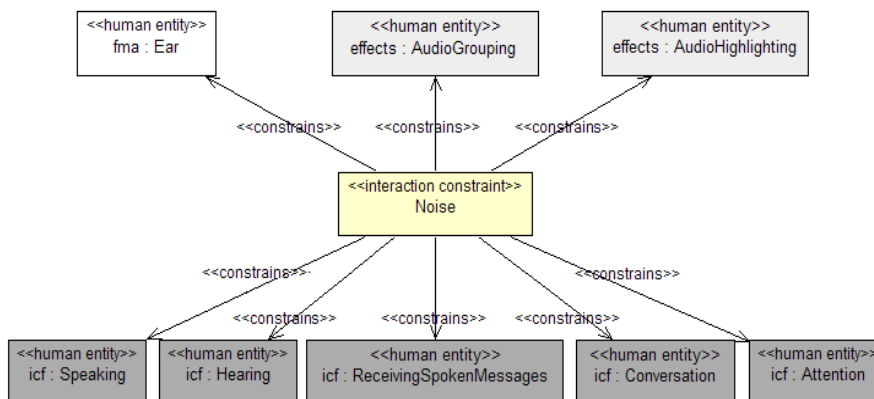 <<human entity>>
fma : Ear
<<human entity>>
effects : AudioGrouping
<<human entity>>
effects : AudioHighlighting
<<constrains>>
<<constrains>>
<<constrains>>
<<interaction constraint>>
Noise
<<constrains>>
<<constrains>>
<<constrains>>
<<constrains>>
<<constrains>>
<<human entity>>
icf : Speaking
<<human entity>>
icf : Hearing
<<human entity>>
icf : ReceivingSpokenMessages
<<human entity>>
icf : Conversation
<<human entity>>
icf : Attention